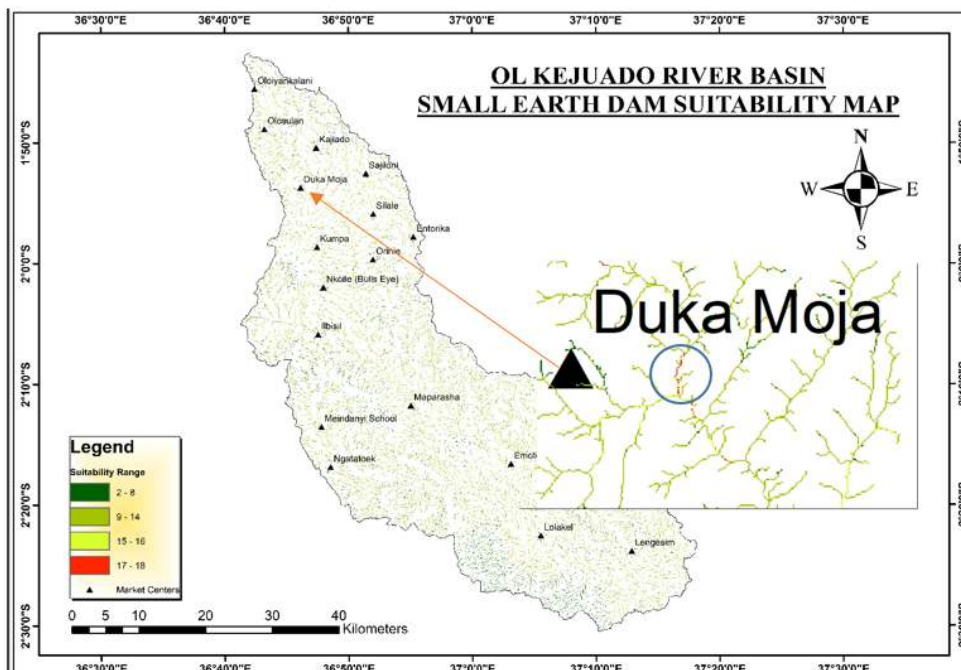 36°30'0"E 36°40'0"E 36°50'0"E 37°0'0"E 37°10'0"E 37°20'0"E 37°30'0"E
OL KEJUADO RIVER BASIN
SMALL EARTH DAM SUITABILITY MAP
N
W E
S
Oloiyankalani
Kajiado
1°50'0"S
Sajiloni
Duka Moja
Silale
Entorika
Kumpa
2°0'0"S
Nkoile (Bulls Eye)
Ilbisil
Duka Moja
2°10'0"S
Maparasha
Meindanyi School
Ngatatoek
2°20'0"S
Lolakel
Lengesim
2°30'0"S
Legend
Suitability Range
2 - 8
9 - 14
15 - 16
17 - 18
Market Centers
0 5 10 20 30 40
Kilometers
36°30'0"E 36°40'0"E 36°50'0"E 37°0'0"E 37°10'0"E 37°20'0"E 37°30'0"E